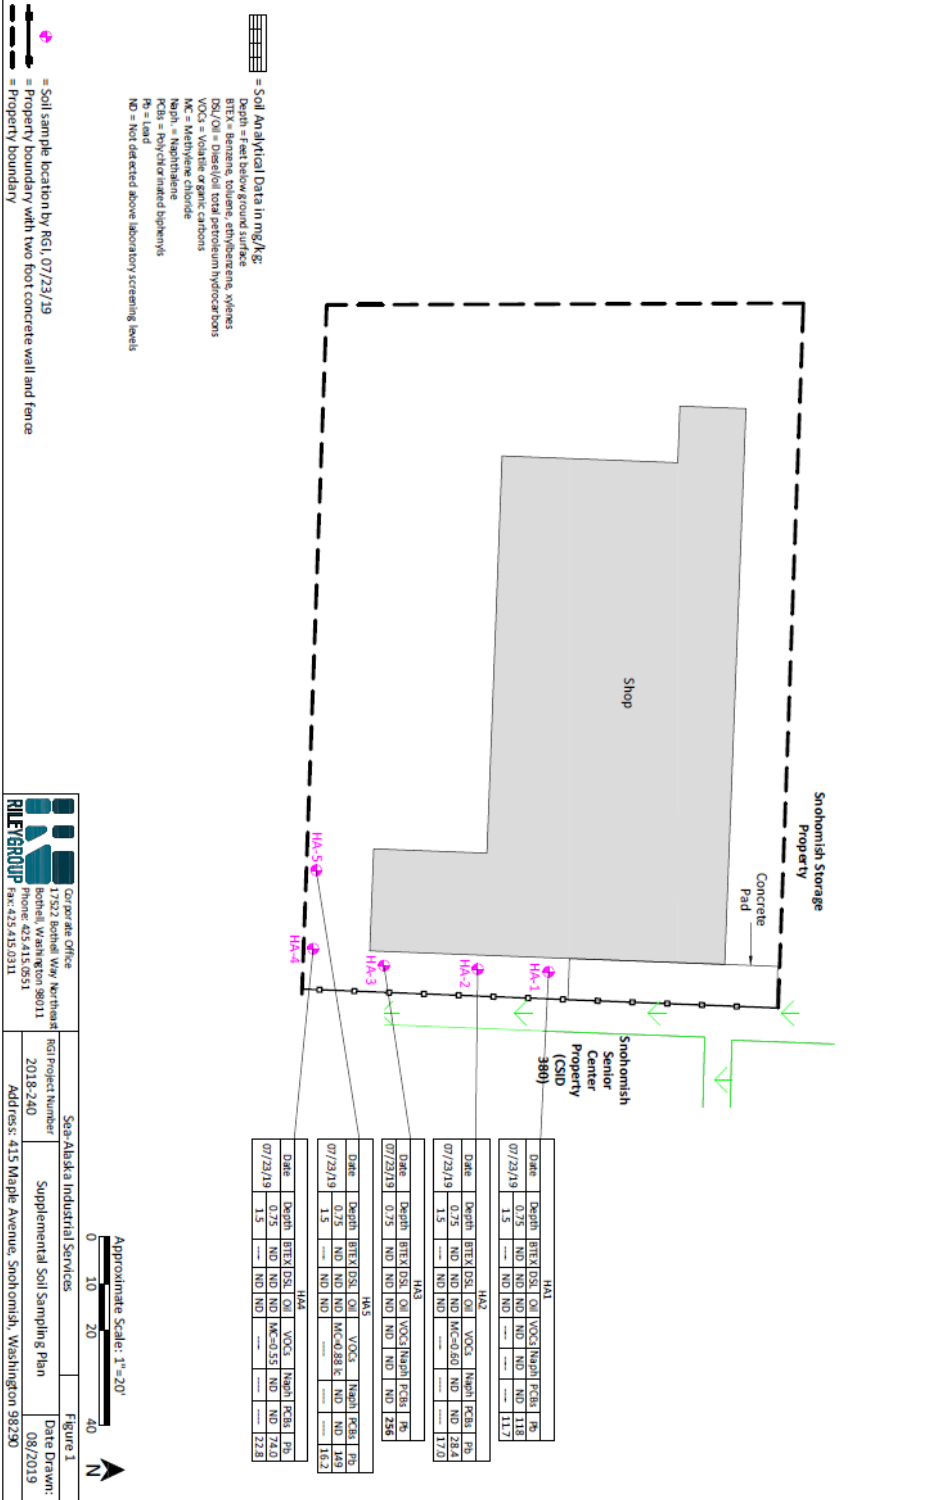 Snohomish Storage
Property
Concrete
Pad
Shop
Snohomish
Senior
Center
Property
(CSID
380)
HA-1
HA-2
HA-3
HA-4
HA-5
HA1
Date Depth BTEX DSL Oil VOCs Naph PCBs Pb
07/23/19 0.75 ND ND ND ND ND ND 118
1.5 ---- ND ND ---- ---- ---- 11.7
HA2
Date Depth BTEX DSL Oil VOCs Naph PCBs Pb
07/23/19 0.75 ND ND ND MC=0.60 ND ND 28.4
1.5 ---- ND ND ---- ---- ---- 17.0
HA3
Date Depth BTEX DSL Oil VOCs Naph PCBs Pb
07/23/19 0.75 ND ND ND ND ND ND 256
HA5
Date Depth BTEX DSL Oil VOCs Naph PCBs Pb
07/23/19 0.75 ND ND ND MC=0.88 lc ND ND 149
1.5 ---- ND ND ---- ---- ---- 16.2
HA4
Date Depth BTEX DSL Oil VOCs Naph PCBs Pb
07/23/19 0.75 ND ND ND MC=0.55 ND ND 74.0
1.5 ---- ND ND ---- ---- ---- 22.8
= Soil Analytical Data in mg/kg:
Depth = Feet below ground surface
BTEX = Benzene, toluene, ethylbenzene, xylenes
DSL/Oil = Diesel/oil total petroleum hydrocarbons
VOCs = Volatile organic carbons
MC = Methylene chloride
Naph. = Naphthalene
PCBs = Polychlorinated biphenyls
Pb = Lead
ND = Not detected above laboratory screening levels
= Soil sample location by RGI, 07/23/19
= Property boundary with two foot concrete wall and fence
= Property boundary
Approximate Scale: 1"=20'
0 10 20 40
N
RILEYGROUP
Corporate Office
17522 Bothell Way Northeast
Bothell, Washington 98011
Phone: 425.415.0551
Fax: 425.415.0311
Sea-Alaska Industrial Services
Figure 1
RGI Project Number
2018-240
Supplemental Soil Sampling Plan
Date Drawn:
08/2019
Address: 415 Maple Avenue, Snohomish, Washington 98290